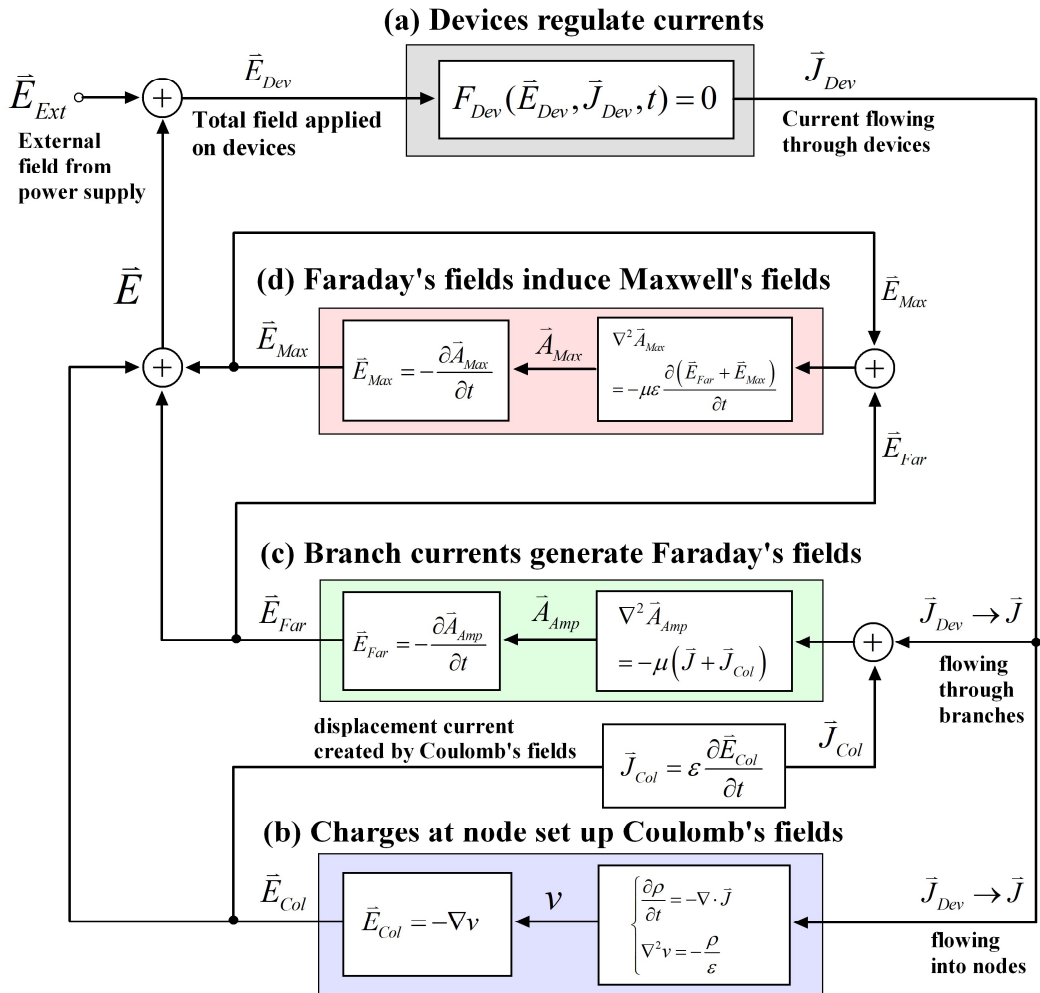 (a) Devices regulate currents
E⃗_Ext
External
field from
power supply
+
E⃗_Dev
Total field applied
on devices
F_Dev(E⃗_Dev, J⃗_Dev, t) = 0
J⃗_Dev
Current flowing
through devices
E⃗
(d) Faraday's fields induce Maxwell's fields
E⃗_Max
+
E⃗_Max
E⃗_Max = −∂A⃗_Max/∂t
A⃗_Max
∇²A⃗_Max
= −με ∂(E⃗_Far + E⃗_Max)/∂t
+
E⃗_Far
(c) Branch currents generate Faraday's fields
E⃗_Far
E⃗_Far = −∂A⃗_Amp/∂t
A⃗_Amp
∇²A⃗_Amp
= −μ(J⃗ + J⃗_Col)
+
J⃗_Dev → J⃗
flowing
through
branches
displacement current
created by Coulomb's fields
J⃗_Col = ε ∂E⃗_Col/∂t
J⃗_Col
(b) Charges at node set up Coulomb's fields
E⃗_Col
E⃗_Col = −∇v
v
∂ρ/∂t = −∇·J⃗
∇²v = −ρ/ε
J⃗_Dev → J⃗
flowing
into nodes